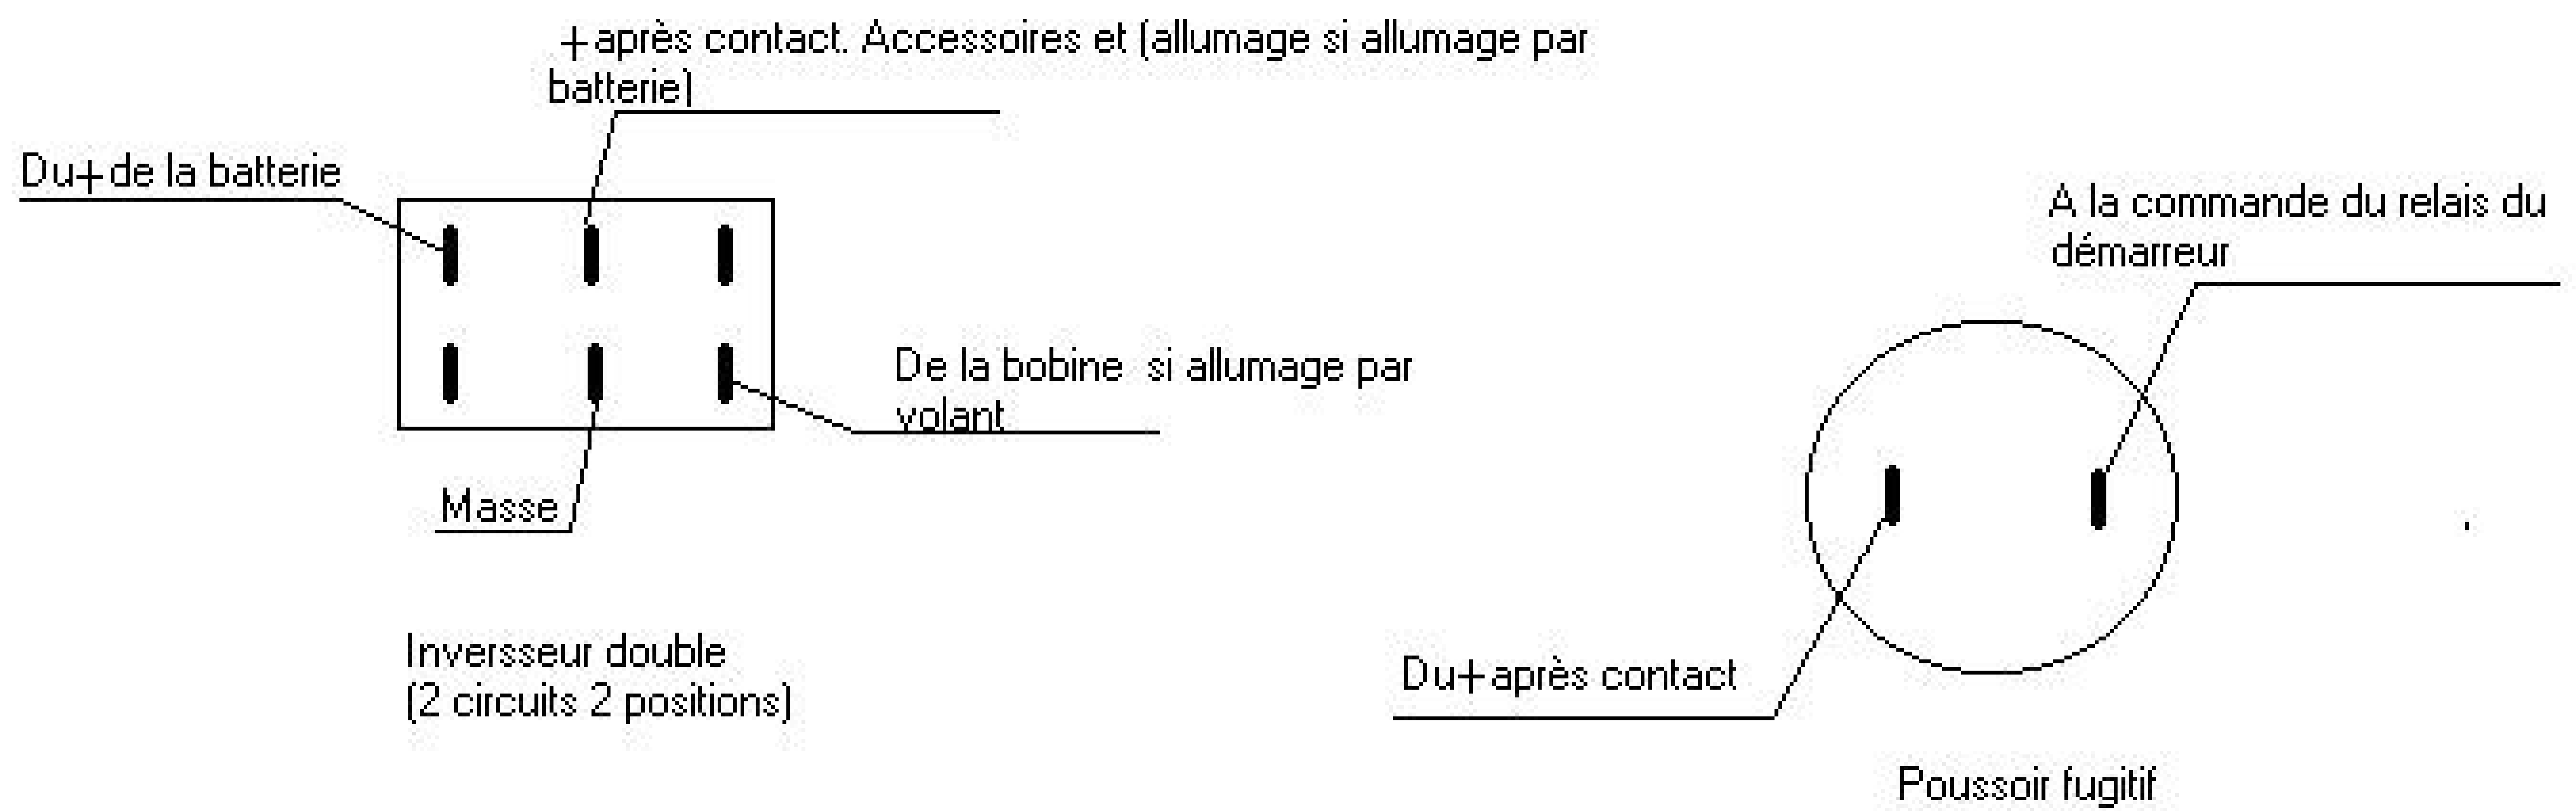 +après contact. Accessoires et (allumage si allumage par
batterie)
Du+de la batterie
A la commande du relais du
démarreur
De la bobine si allumage par
volant
Masse
Inversseur double
(2 circuits 2 positions)
Du+après contact
Poussoir fugitif